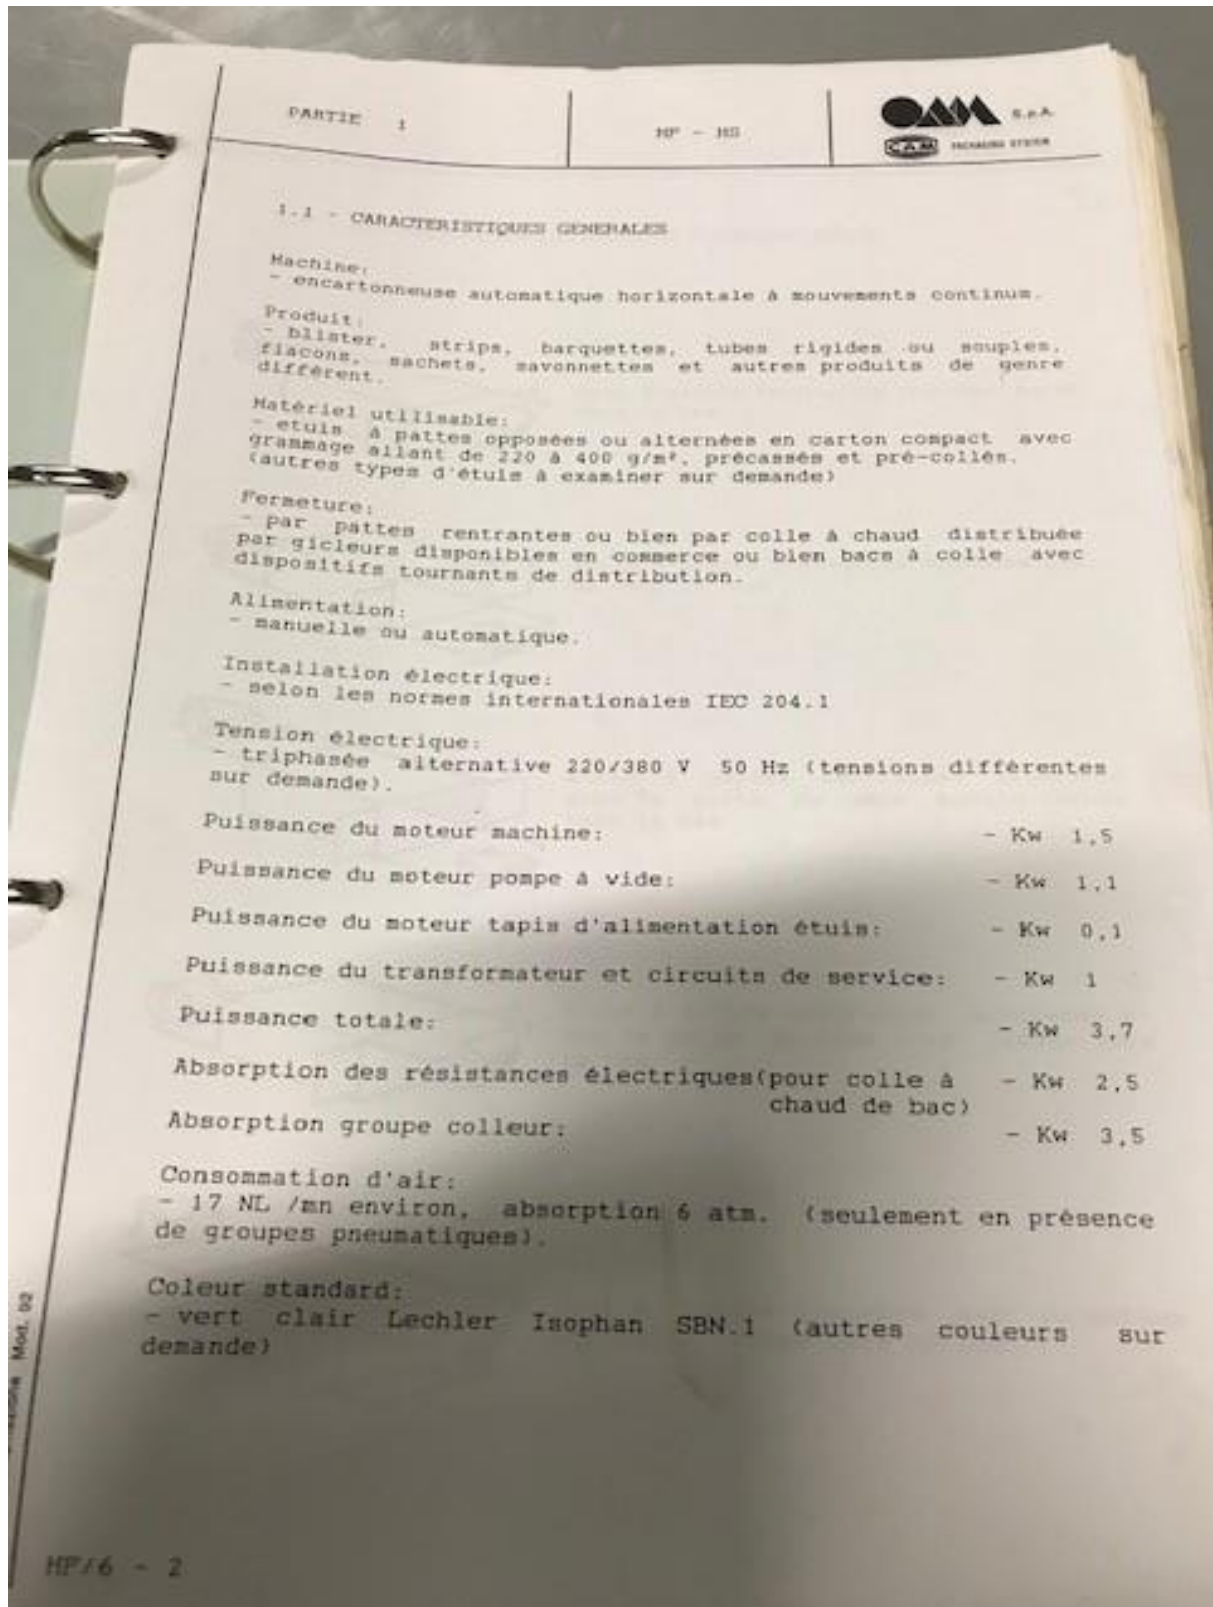 PARTIE 1
HF - HS
OMM S.p.A.
CAM PACKAGING SYSTEM
1.1 - CARACTERISTIQUES GENERALES
Machine:
- encartonneuse automatique horizontale à mouvements continus.
Produit:
- blister, strips, barquettes, tubes rigides ou souples,
flacons, sachets, savonnettes et autres produits de genre
différent.
Matériel utilisable:
- etuis à pattes opposées ou alternées en carton compact avec
grammage allant de 220 à 400 g/m², précassés et pré-collés.
(autres types d'étuis à examiner sur demande)
Fermeture:
- par pattes rentrantes ou bien par colle à chaud distribuée
par gicleurs disponibles en commerce ou bien bacs à colle avec
dispositifs tournants de distribution.
Alimentation:
- manuelle ou automatique.
Installation électrique:
- selon les normes internationales IEC 204.1
Tension électrique:
- triphasée alternative 220/380 V 50 Hz (tensions différentes
sur demande).
Puissance du moteur machine: - Kw 1,5
Puissance du moteur pompe à vide: - Kw 1,1
Puissance du moteur tapis d'alimentation étuis: - Kw 0,1
Puissance du transformateur et circuits de service: - Kw 1
Puissance totale: - Kw 3,7
Absorption des résistances électriques(pour colle à - Kw 2,5
chaud de bac)
Absorption groupe colleur: - Kw 3,5
Consommation d'air:
- 17 NL /mn environ, absorption 6 atm. (seulement en présence
de groupes pneumatiques).
Coleur standard:
- vert clair Lechler Isophan SBN.1 (autres couleurs sur
demande)
Mod. 02
HF/6 - 2